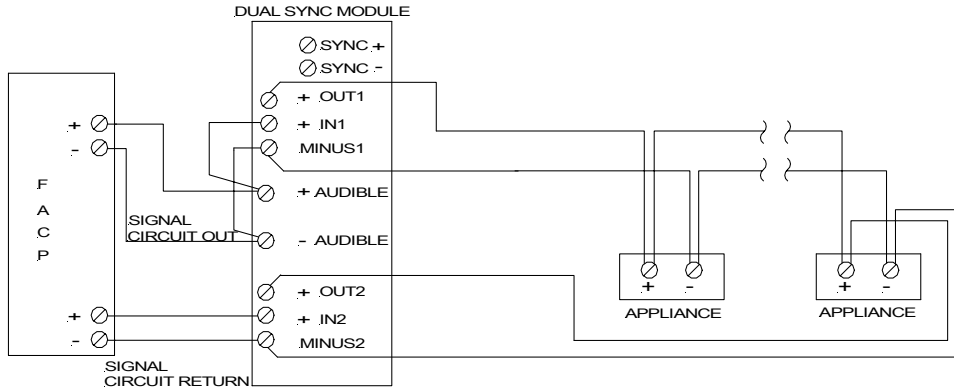 DUAL SYNC MODULE
SYNC +
SYNC -
+ OUT1
+ IN1
MINUS1
+ AUDIBLE
- AUDIBLE
+ OUT2
+ IN2
MINUS2
+
-
F
A
C
P
+
-
SIGNAL
CIRCUIT OUT
SIGNAL
CIRCUIT RETURN
+ -
APPLIANCE
+ -
APPLIANCE